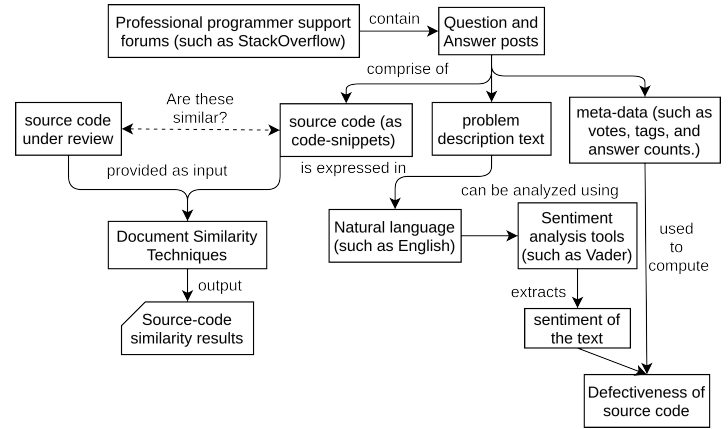 Professional programmer support
forums (such as StackOverflow)
contain
Question and
Answer posts
comprise of
source code
under review
Are these
similar?
source code (as
code-snippets)
problem
description text
meta-data (such as
votes, tags, and
answer counts.)
provided as input
is expressed in
can be analyzed using
Document Similarity
Techniques
Natural language
(such as English)
Sentiment
analysis tools
(such as Vader)
used
to
compute
output
extracts
Source-code
similarity results
sentiment of
the text
Defectiveness of
source code